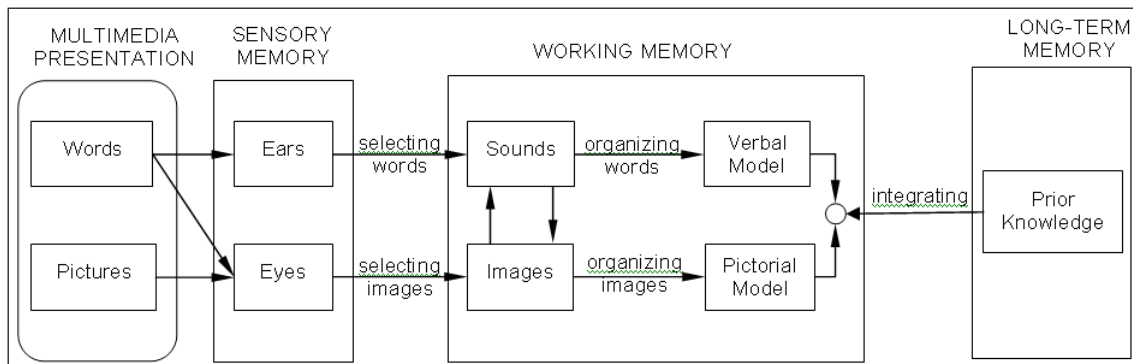 MULTIMEDIA
PRESENTATION
SENSORY
MEMORY
WORKING MEMORY
LONG-TERM
MEMORY
Words
Ears
selecting
words
Sounds
organizing
words
Verbal
Model
integrating
Prior
Knowledge
Pictures
Eyes
selecting
images
Images
organizing
images
Pictorial
Model